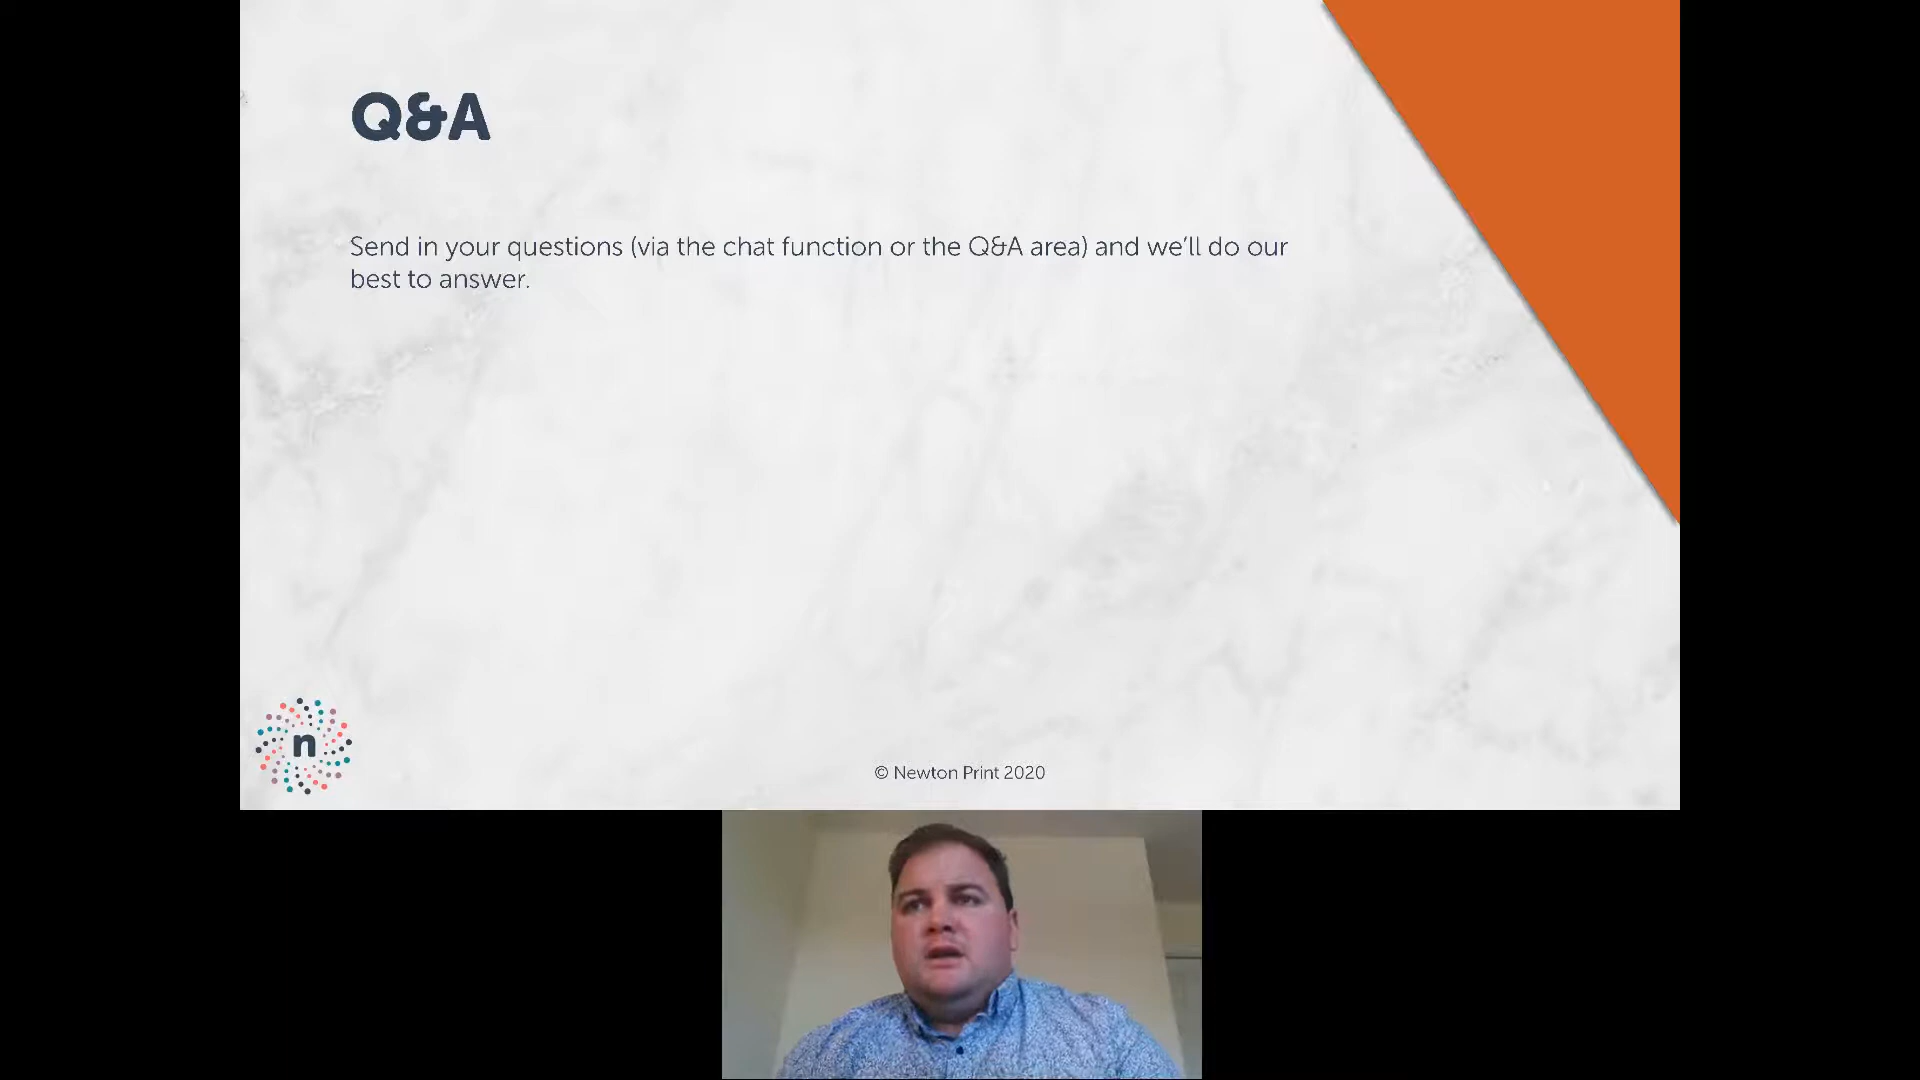 Q&A
Send in your questions (via the chat function or the Q&A area) and we'll do our
best to answer.
n
© Newton Print 2020